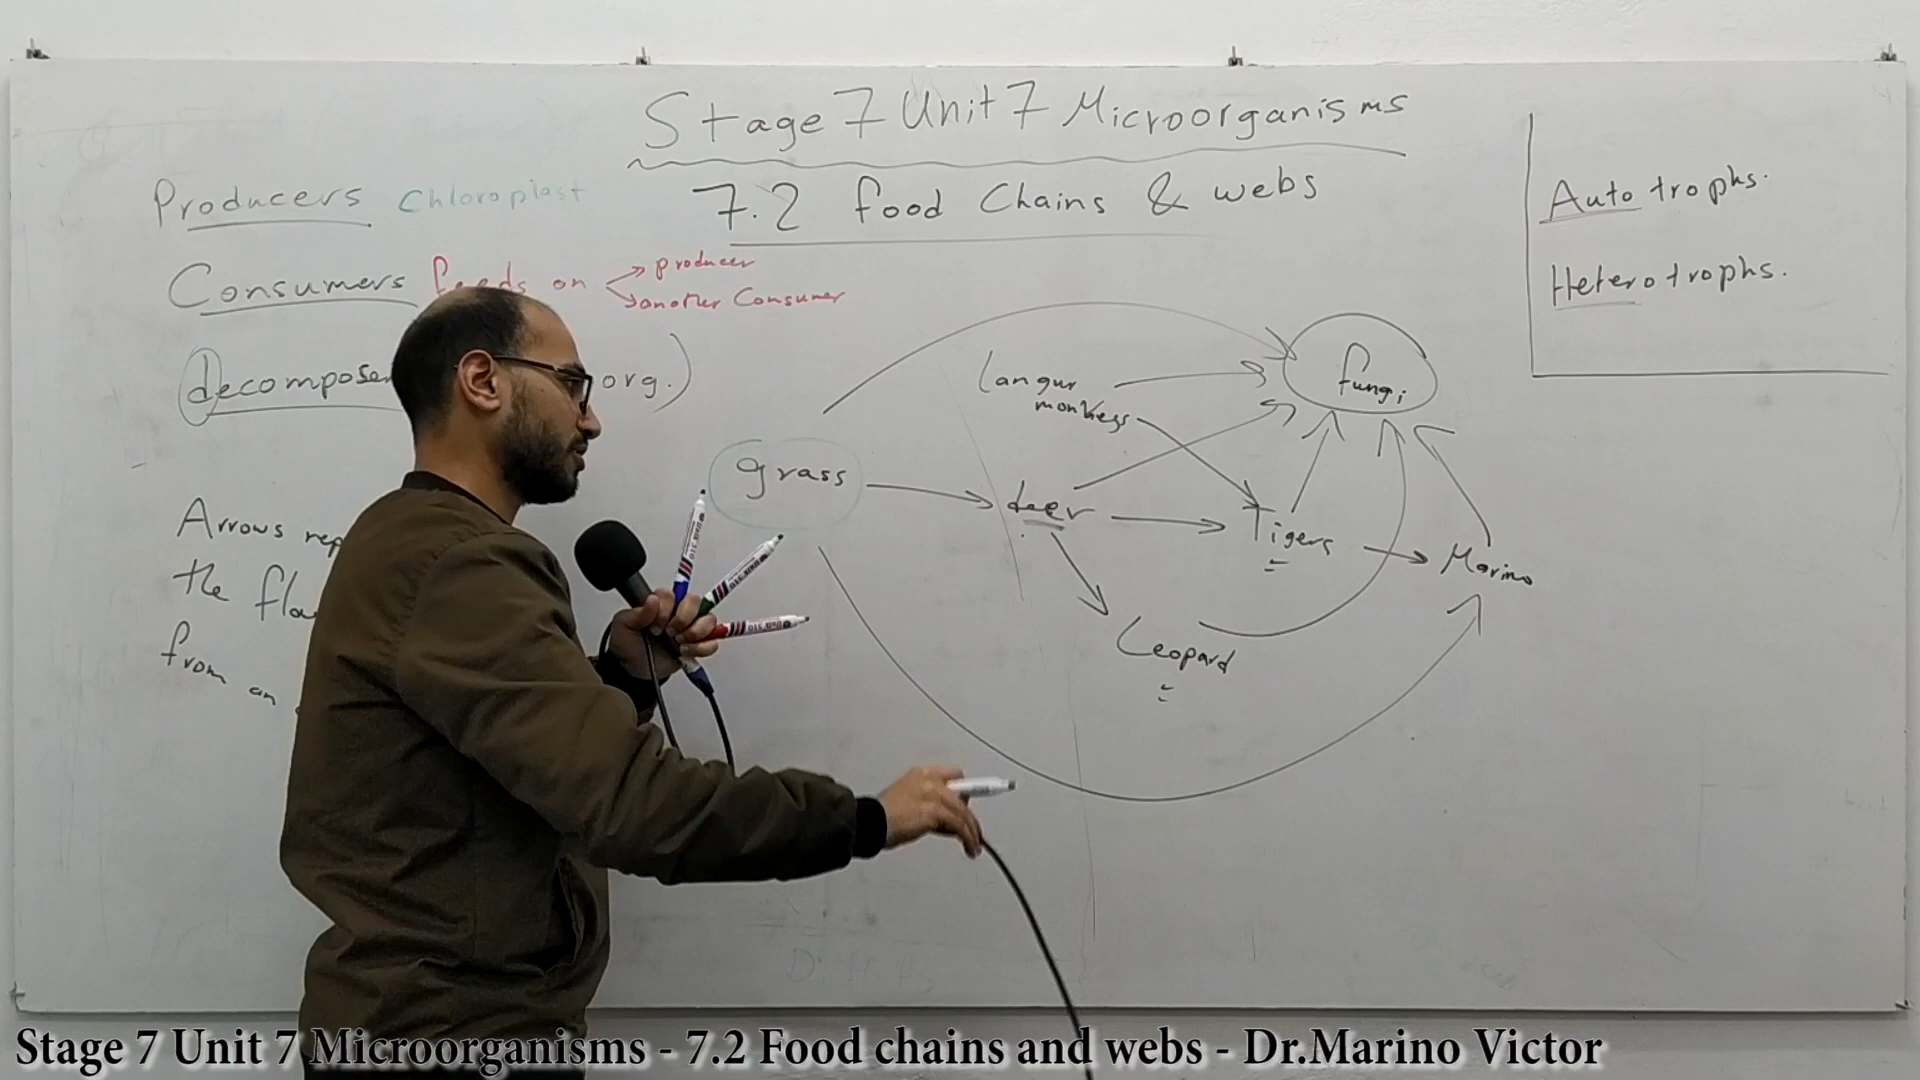 Stage 7 Unit 7 Microorganisms
7.2 food Chains & webs
Producers Chloroplast
Consumers feeds on
producer
another Consumer
decomposer
org.)
Arrows rep
the flow
from an
grass
Langur
monkeys
deer
Tigers
Leopard
Marino
fungi
Autotrophs.
Heterotrophs.
Stage 7 Unit 7 Microorganisms - 7.2 Food chains and webs - Dr.Marino Victor